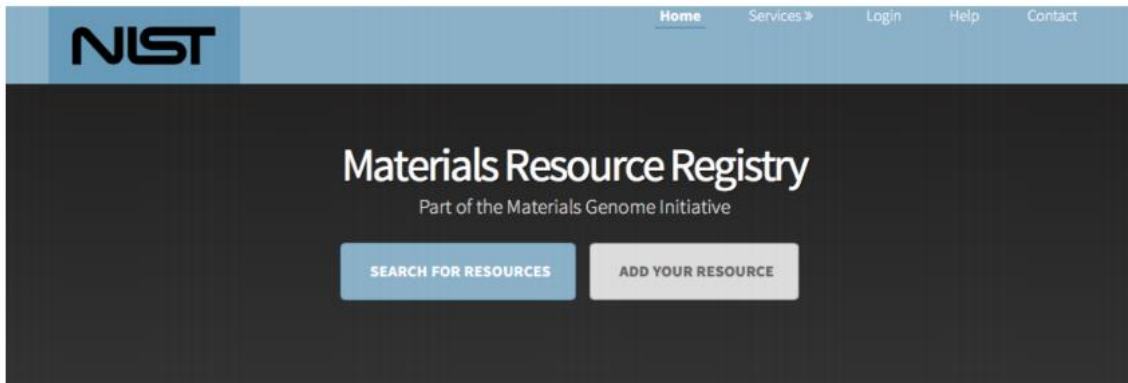 NIST
Home Services » Login Help Contact
Materials Resource Registry
Part of the Materials Genome Initiative
SEARCH FOR RESOURCES ADD YOUR RESOURCE